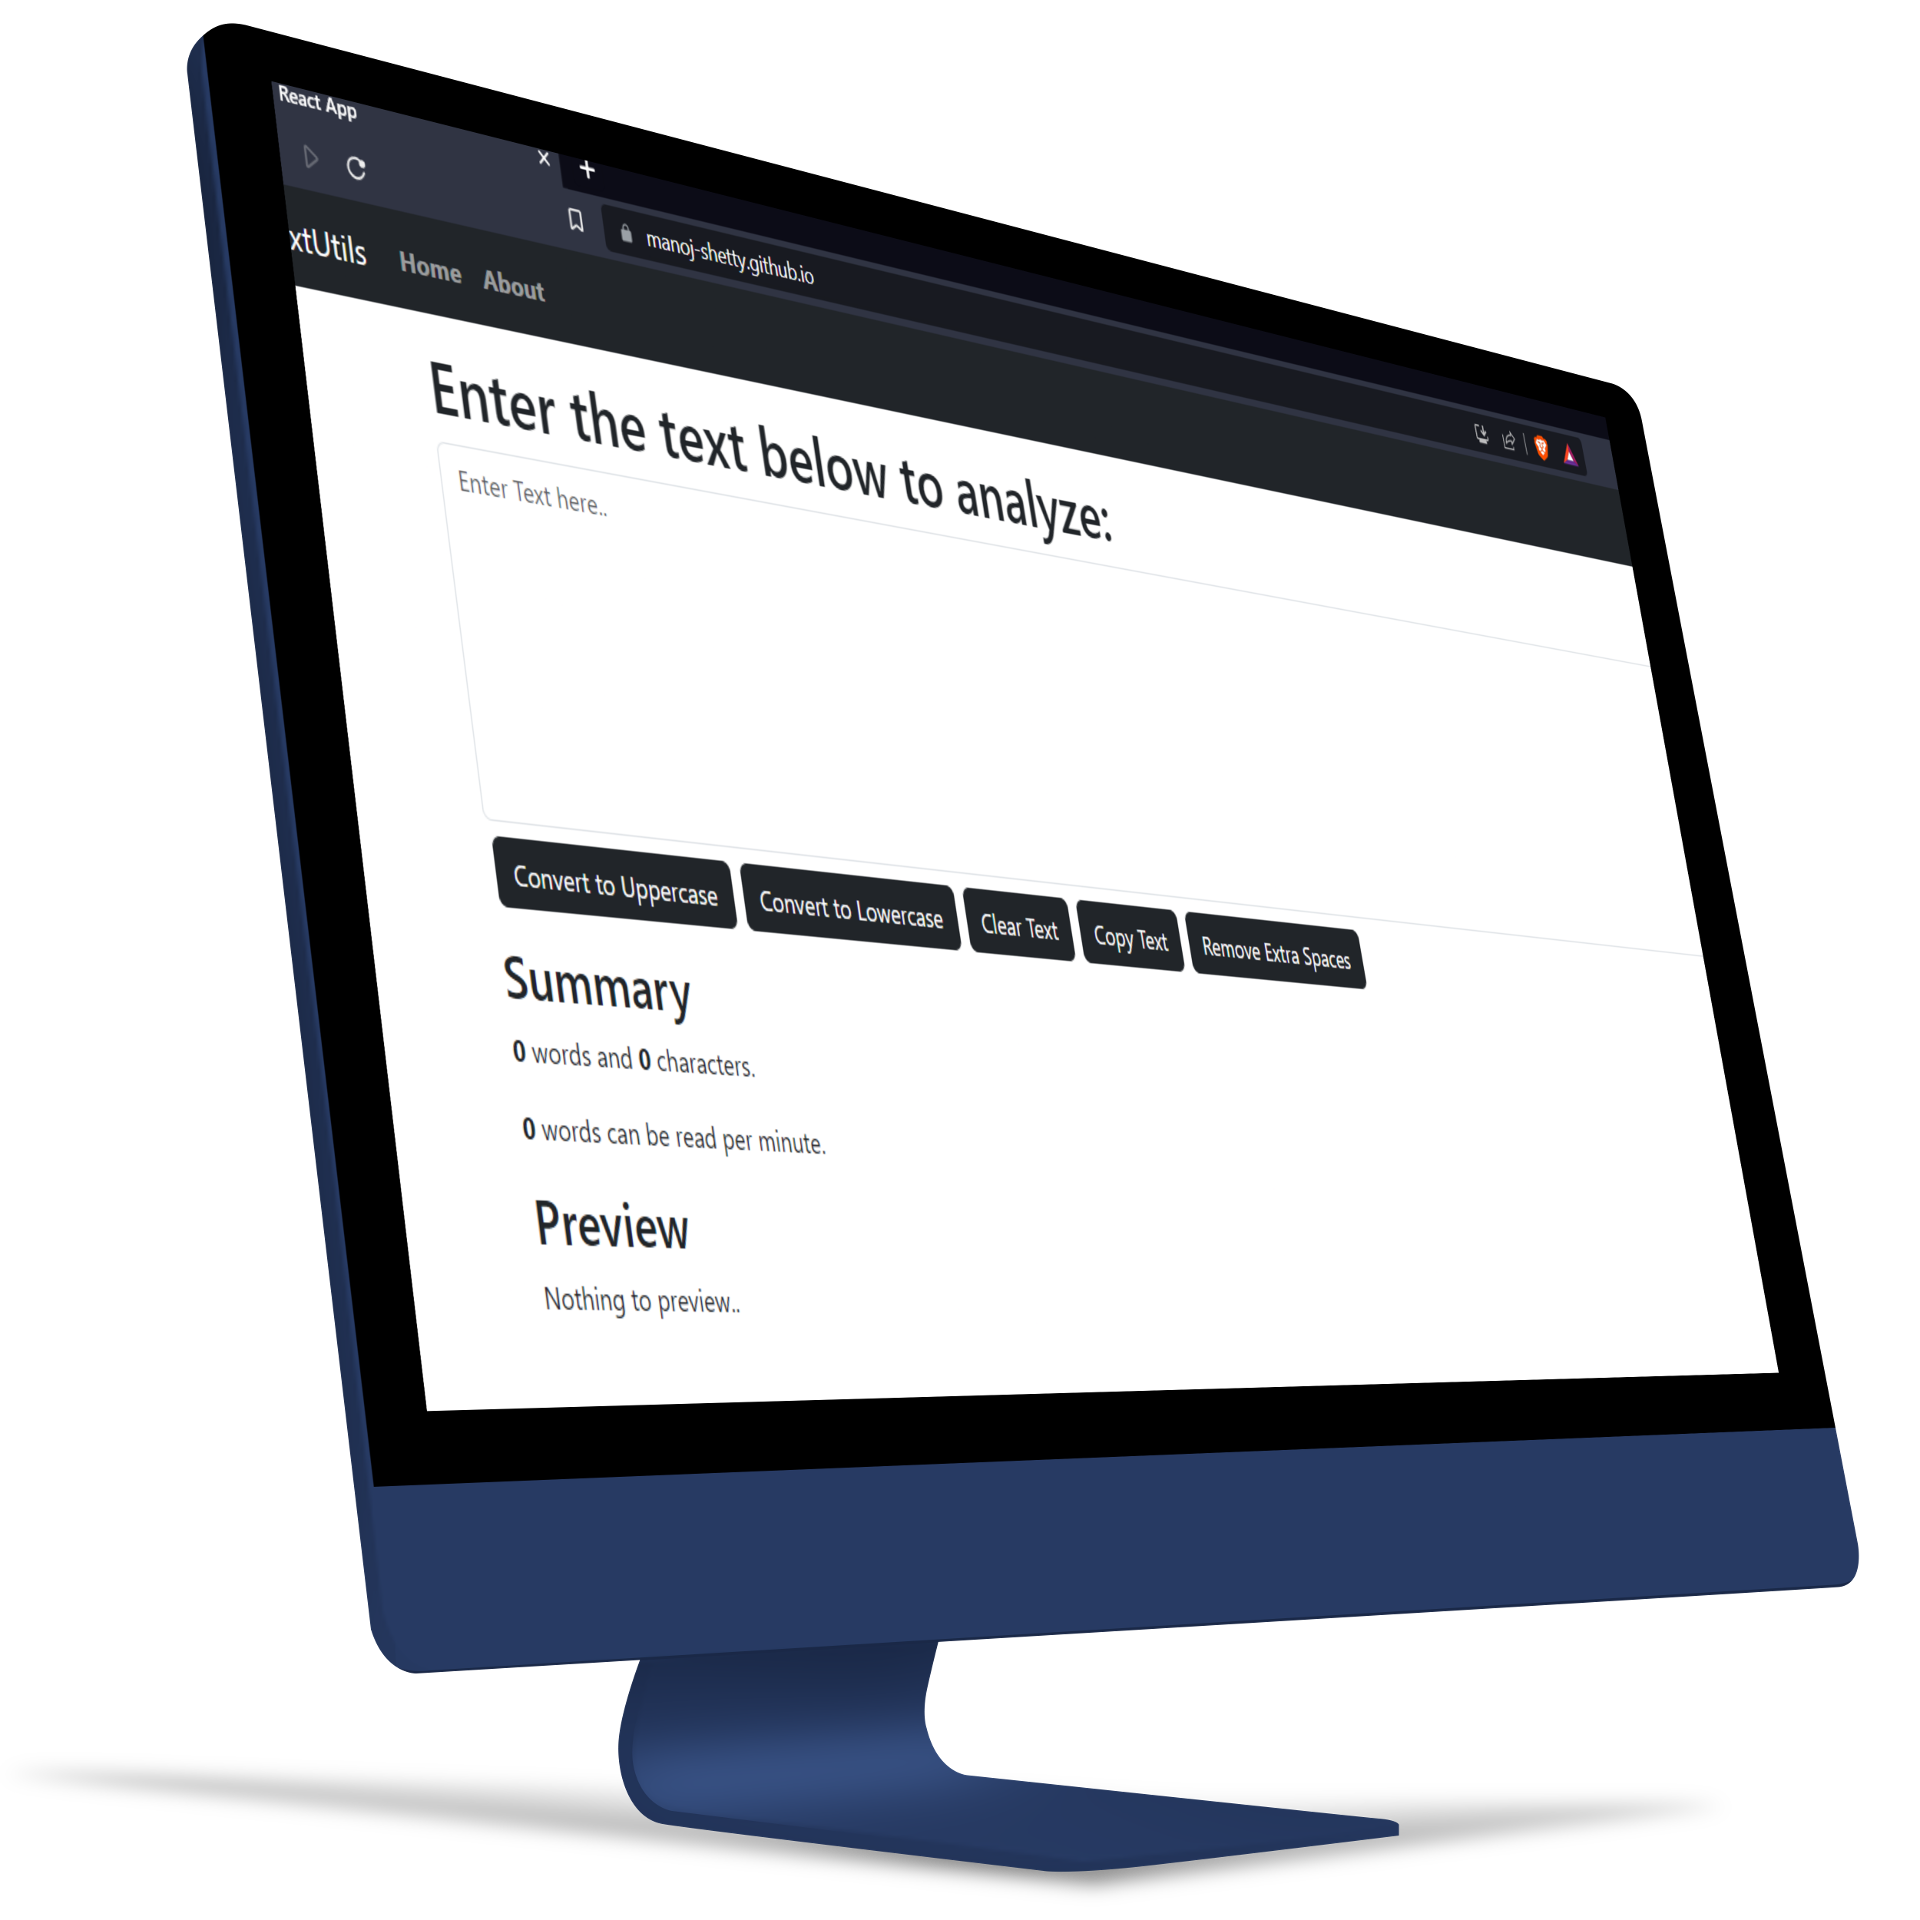 React App
manoj-shetty.github.io
xtUtils Home About
Enter the text below to analyze:
Enter Text here..
Convert to Uppercase Convert to Lowercase Clear Text Copy Text Remove Extra Spaces
Summary
0 words and 0 characters.
0 words can be read per minute.
Preview
Nothing to preview..